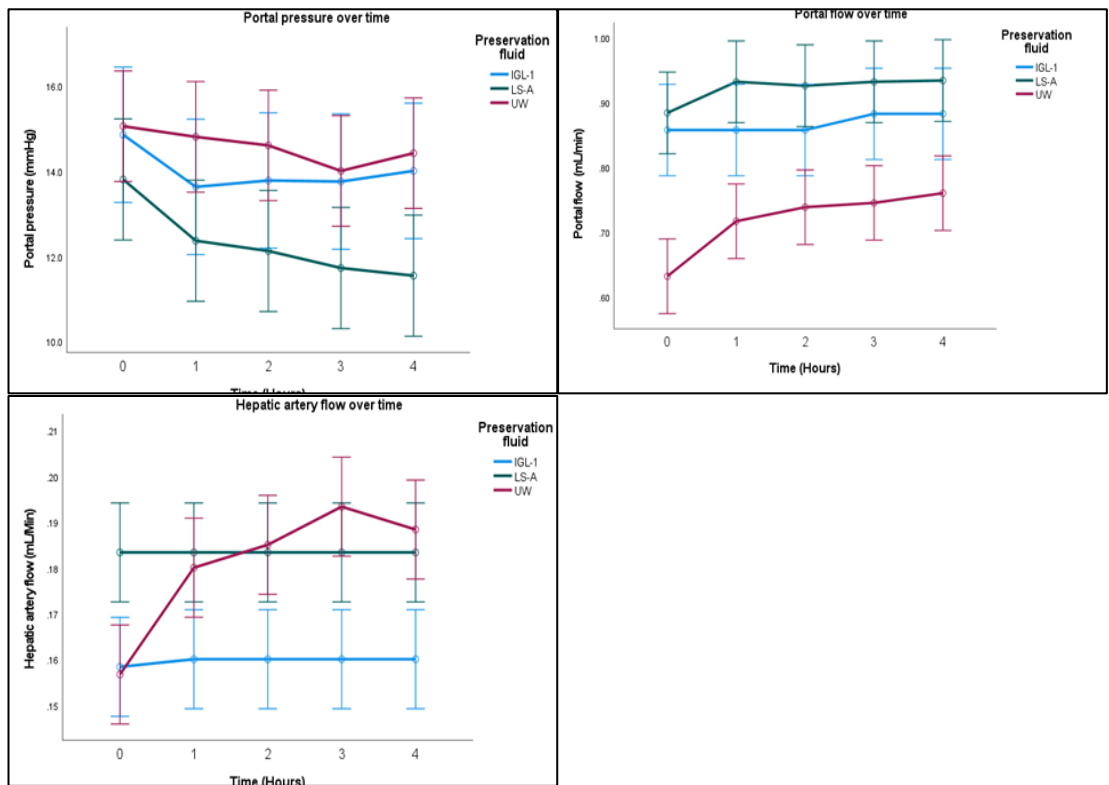 Portal pressure over time
Preservation
fluid
IGL-1
LS-A
UW
Portal pressure (mmHg)
16.0
14.0
12.0
10.0
0 1 2 3 4
Time (Hours)
Portal flow over time
Preservation
fluid
IGL-1
LS-A
UW
Portal flow (mL/min)
1.00
.90
.80
.70
.60
0 1 2 3 4
Time (Hours)
Hepatic artery flow over time
Preservation
fluid
IGL-1
LS-A
UW
Hepatic artery flow (mL/Min)
.21
.20
.19
.18
.17
.16
.15
0 1 2 3 4
Time (Hours)